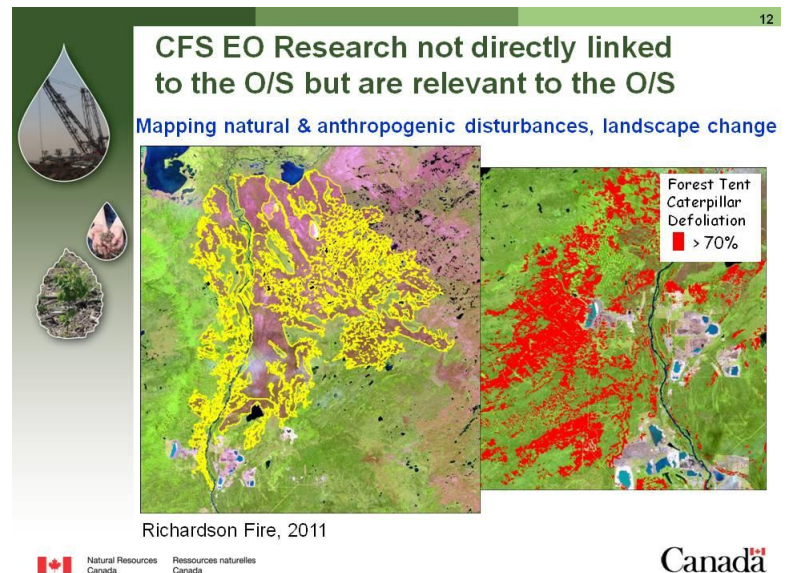 12
CFS EO Research not directly linked
to the O/S but are relevant to the O/S
Mapping natural & anthropogenic disturbances, landscape change
Forest Tent
Caterpillar
Defoliation
> 70%
Richardson Fire, 2011
Natural Resources Ressources naturelles
Canada Canada
Canada